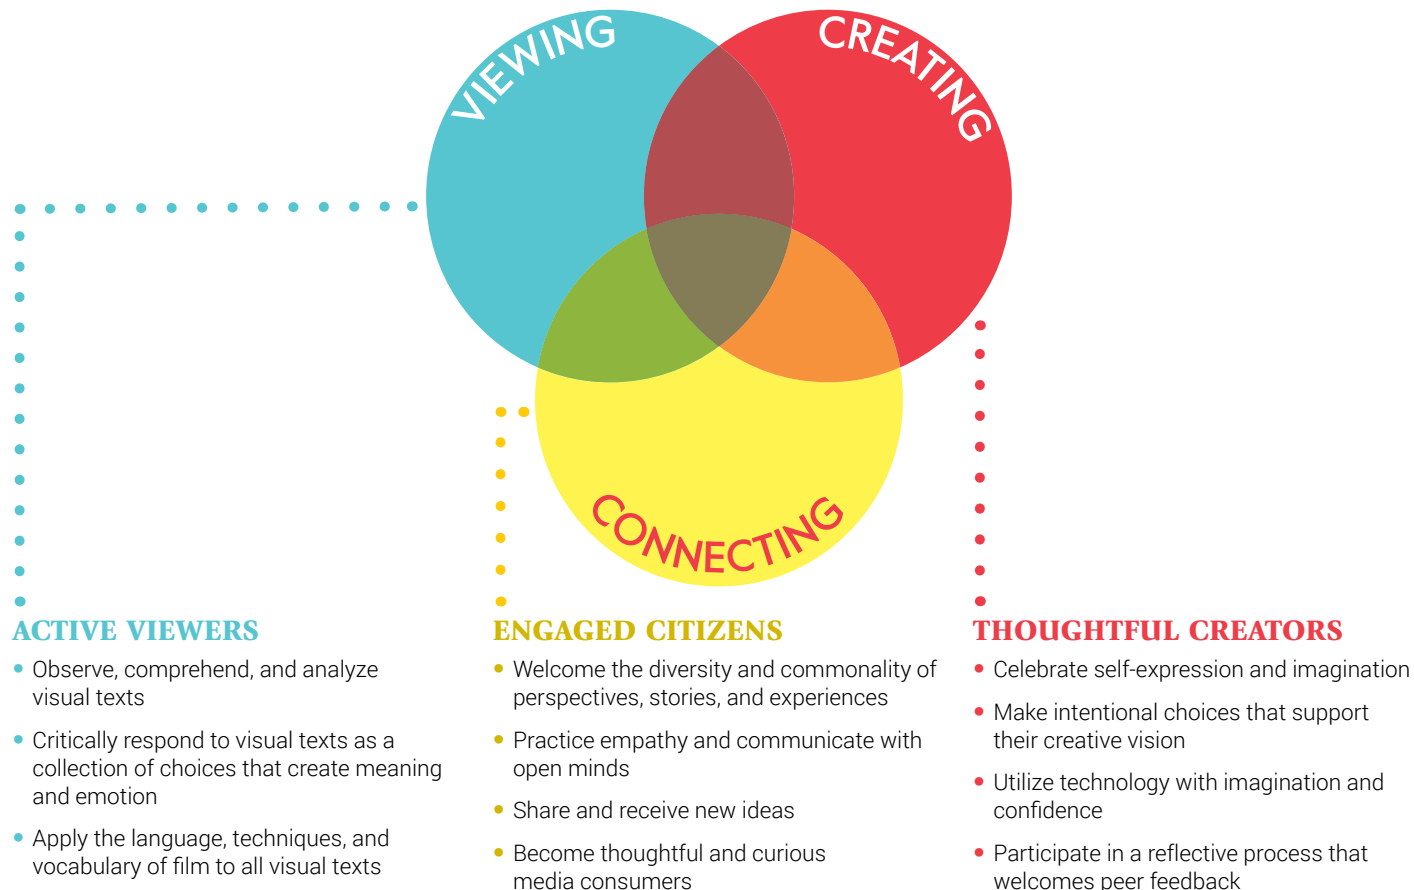 VIEWING
CREATING
CONNECTING
ACTIVE VIEWERS
• Observe, comprehend, and analyze
visual texts
• Critically respond to visual texts as a
collection of choices that create meaning
and emotion
• Apply the language, techniques, and
vocabulary of film to all visual texts
ENGAGED CITIZENS
• Welcome the diversity and commonality of
perspectives, stories, and experiences
• Practice empathy and communicate with
open minds
• Share and receive new ideas
• Become thoughtful and curious
media consumers
THOUGHTFUL CREATORS
• Celebrate self-expression and imagination
• Make intentional choices that support
their creative vision
• Utilize technology with imagination and
confidence
• Participate in a reflective process that
welcomes peer feedback